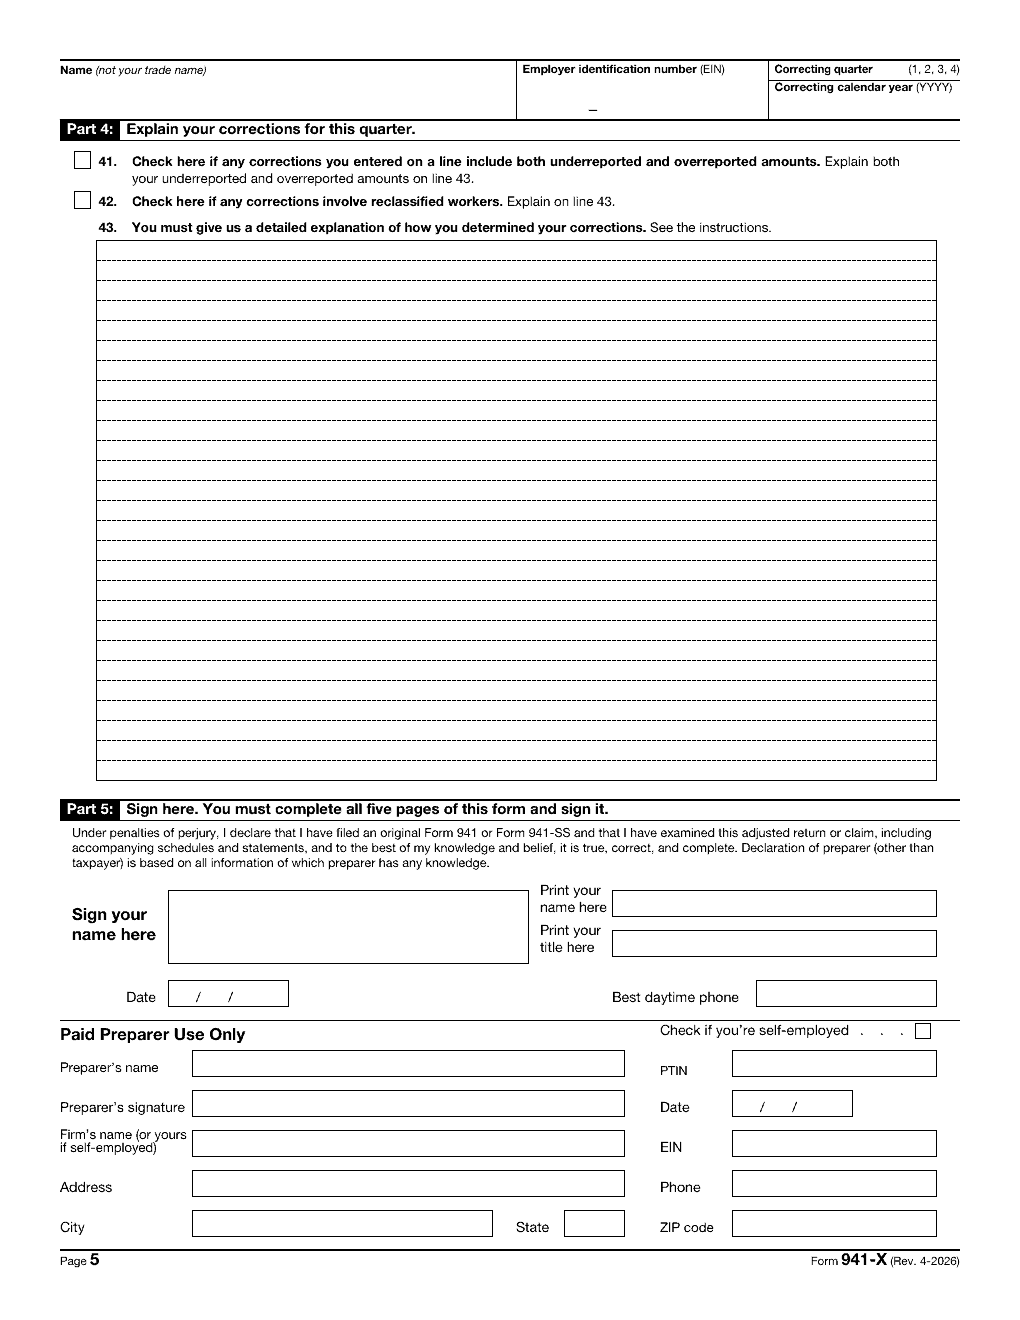 Name (not your trade name) Employer identification number (EIN) Correcting quarter (1, 2, 3, 4)
Correcting calendar year (YYYY)
–
Part 4: Explain your corrections for this quarter.
41. Check here if any corrections you entered on a line include both underreported and overreported amounts. Explain both
your underreported and overreported amounts on line 43.
42. Check here if any corrections involve reclassified workers. Explain on line 43.
43. You must give us a detailed explanation of how you determined your corrections. See the instructions.
Part 5: Sign here. You must complete all five pages of this form and sign it.
Under penalties of perjury, I declare that I have filed an original Form 941 or Form 941-SS and that I have examined this adjusted return or claim, including
accompanying schedules and statements, and to the best of my knowledge and belief, it is true, correct, and complete. Declaration of preparer (other than
taxpayer) is based on all information of which preparer has any knowledge.
Sign your
name here
Print your
name here
Print your
title here
Date / / Best daytime phone
Paid Preparer Use Only Check if you’re self-employed . . .
Preparer’s name PTIN
Preparer’s signature Date / /
Firm’s name (or yours
if self-employed) EIN
Address Phone
City State ZIP code
Page 5 Form 941-X (Rev. 4-2026)